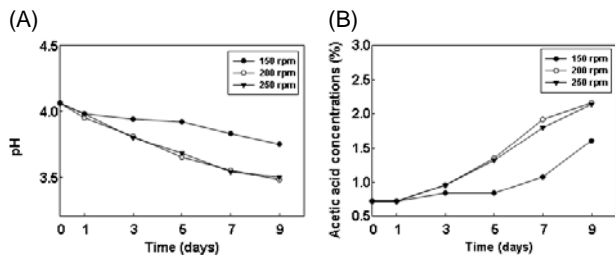 (A)
4.5
4.0
3.5
pH
0 1 3 5 7 9
Time (days)
150 rpm
200 rpm
250 rpm
(B)
3.0
2.5
2.0
1.5
1.0
0.5
Acetic acid concentrations (%)
0 1 3 5 7 9
Time (days)
150 rpm
200 rpm
250 rpm